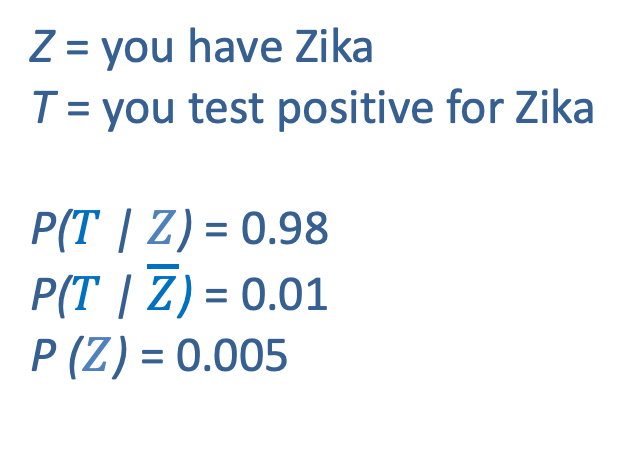 Z = you have Zika
T = you test positive for Zika
P(T | Z) = 0.98
P(T | Z̅) = 0.01
P (Z) = 0.005